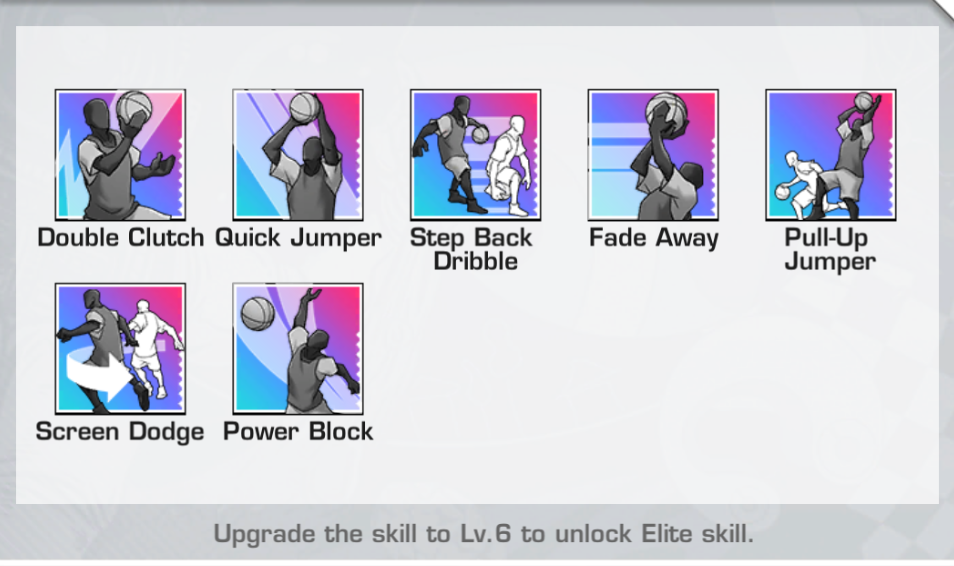 Double Clutch
Quick Jumper
Step Back
Dribble
Fade Away
Pull-Up
Jumper
Screen Dodge
Power Block
Upgrade the skill to Lv.6 to unlock Elite skill.